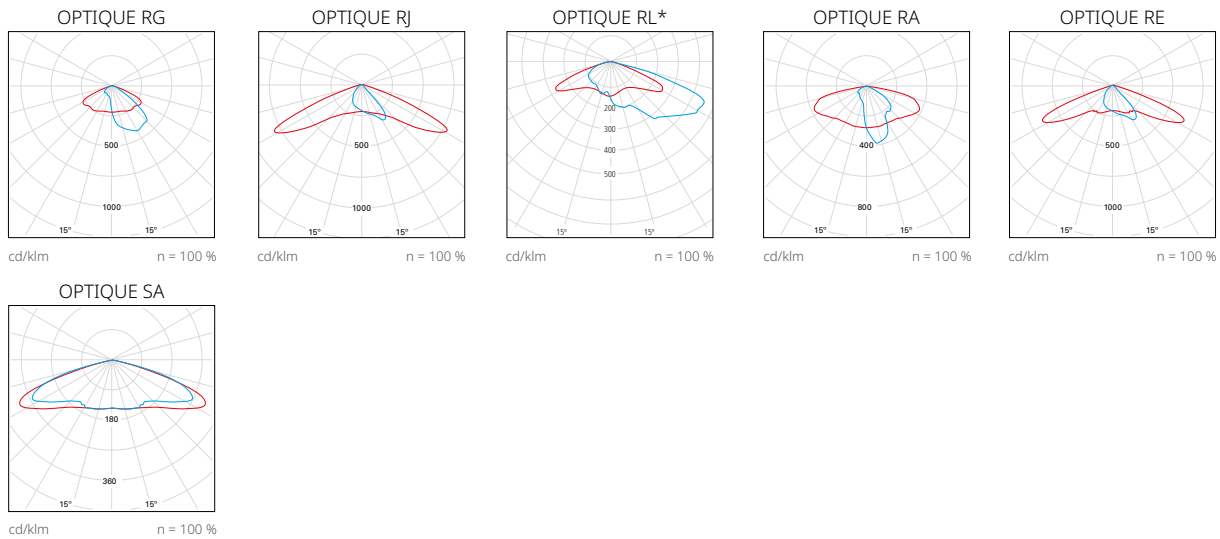 OPTIQUE RG
500
1000
15° 15°
cd/klm n = 100 %
OPTIQUE RJ
500
1000
15° 15°
cd/klm n = 100 %
OPTIQUE RL*
200
300
400
500
15° 15°
cd/klm n = 100 %
OPTIQUE RA
400
800
15° 15°
cd/klm n = 100 %
OPTIQUE RE
500
1000
15° 15°
cd/klm n = 100 %
OPTIQUE SA
180
360
15° 15°
cd/klm n = 100 %